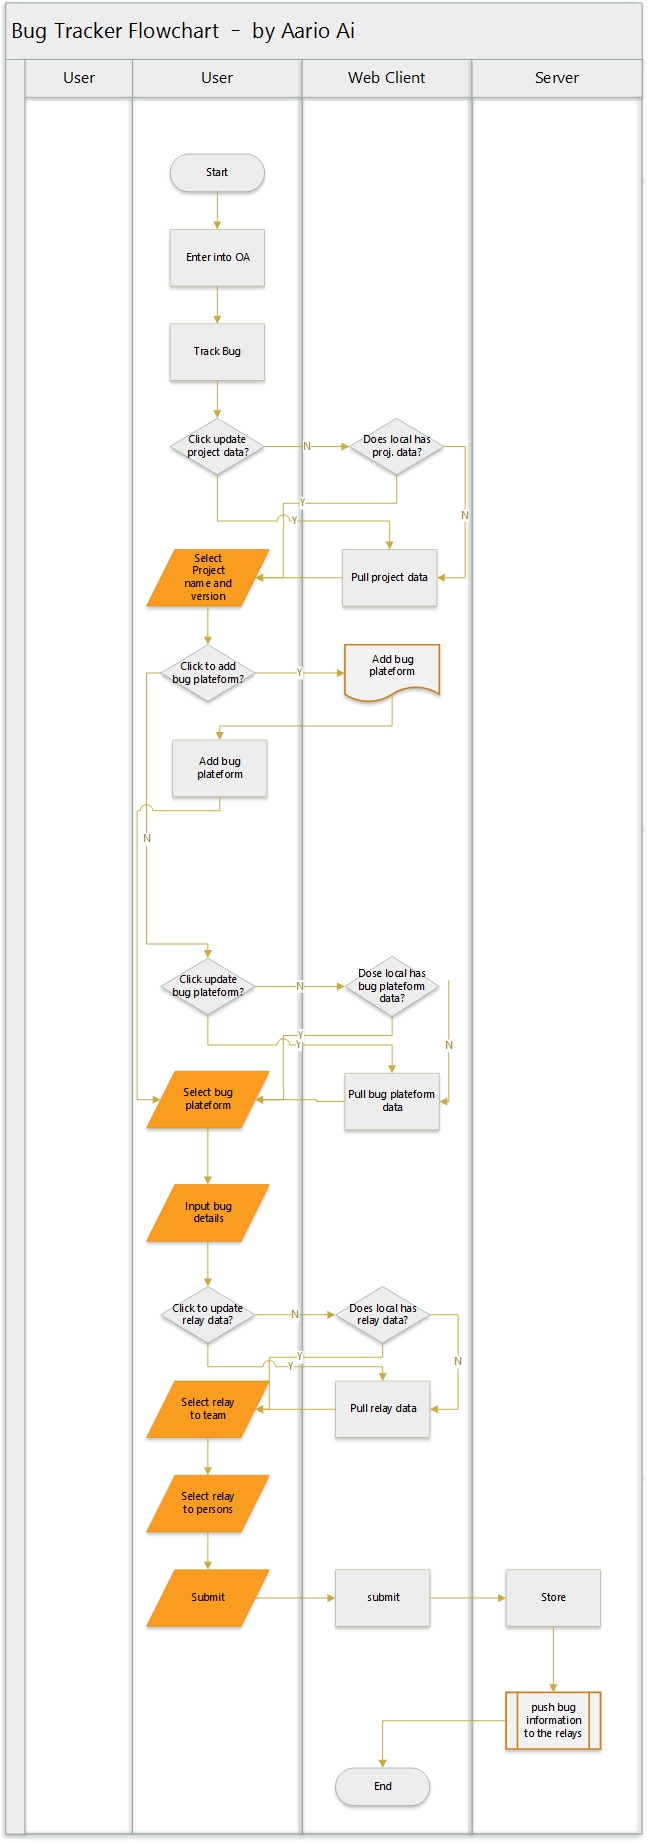 Bug Tracker Flowchart - by Aario Ai
User
User
Web Client
Server
Start
Enter into OA
Track Bug
Click update
project data?
N
Does local has
proj. data?
Y
N
Y
Select
Project
name and
version
Pull project data
Click to add
bug plateform?
Y
Add bug
plateform
Add bug
plateform
N
Click update
bug plateform?
N
Dose local has
bug plateform
data?
Y
Y
N
Select bug
plateform
Pull bug plateform
data
Input bug
details
Click to update
relay data?
N
Does local has
relay data?
Y
Y
N
Select relay
to team
Pull relay data
Select relay
to persons
Submit
submit
Store
push bug
information
to the relays
End